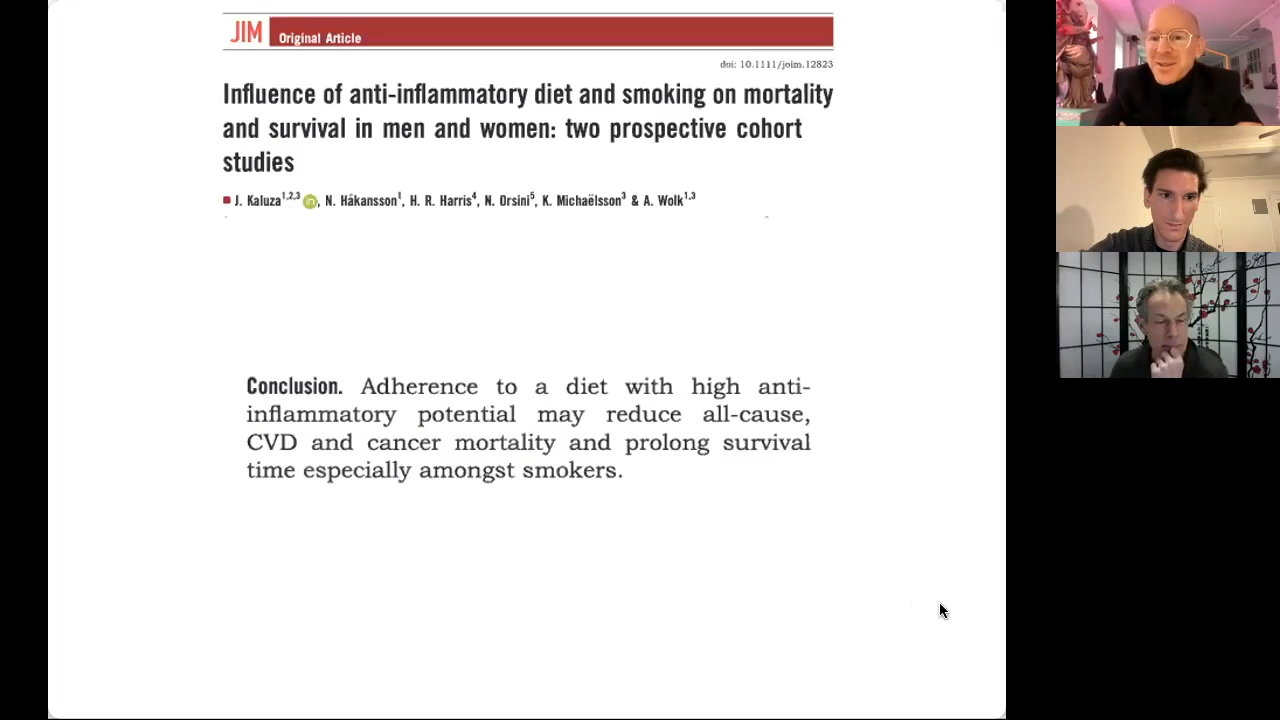 JIM Original Article
doi: 10.1111/joim.12823
Influence of anti-inflammatory diet and smoking on mortality
and survival in men and women: two prospective cohort
studies
J. Kaluza1,2,3 iD, N. Håkansson1, H. R. Harris4, N. Orsini5, K. Michaëlsson3 & A. Wolk1,3
Conclusion. Adherence to a diet with high anti-
inflammatory potential may reduce all-cause,
CVD and cancer mortality and prolong survival
time especially amongst smokers.